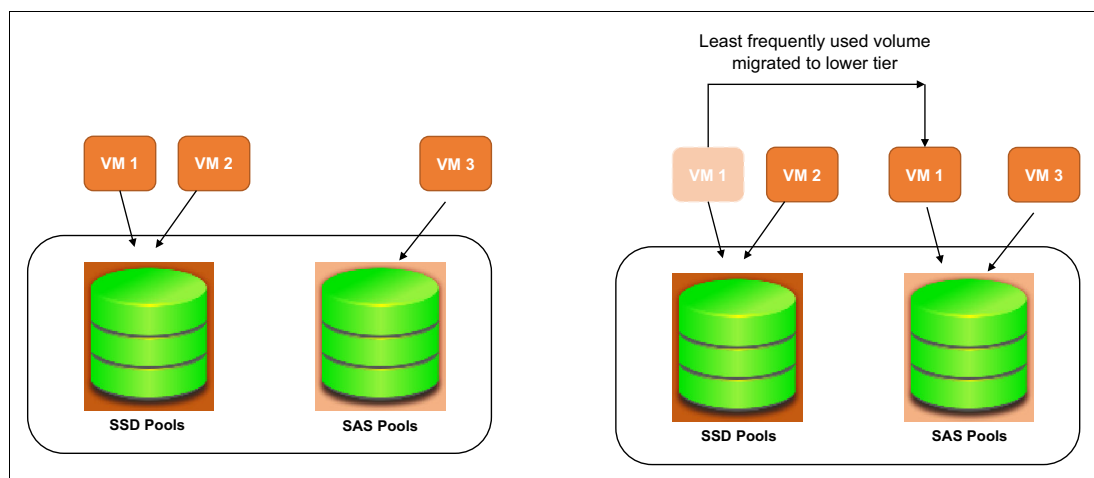 Least frequently used volume
migrated to lower tier
VM 1
VM 2
VM 3
VM 1
VM 2
VM 1
VM 3
SSD Pools
SAS Pools
SSD Pools
SAS Pools